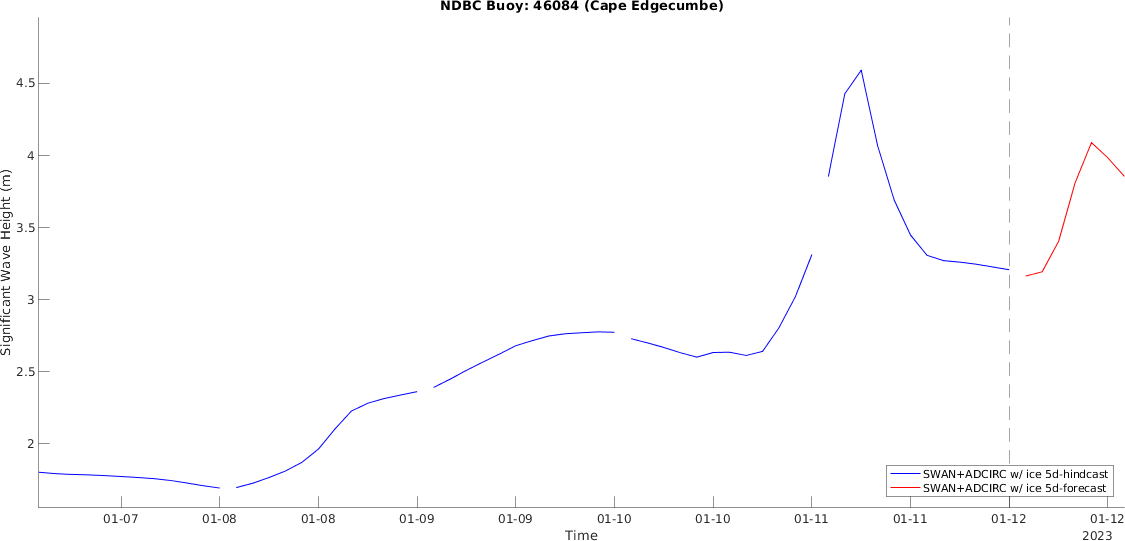 NDBC Buoy: 46084 (Cape Edgecumbe)
4.5
4
3.5
3
2.5
2
Significant Wave Height (m)
SWAN+ADCIRC w/ ice 5d-hindcast
SWAN+ADCIRC w/ ice 5d-forecast
01-07 01-08 01-08 01-09 01-09 01-10 01-10 01-11 01-11 01-12 01-12
Time
2023